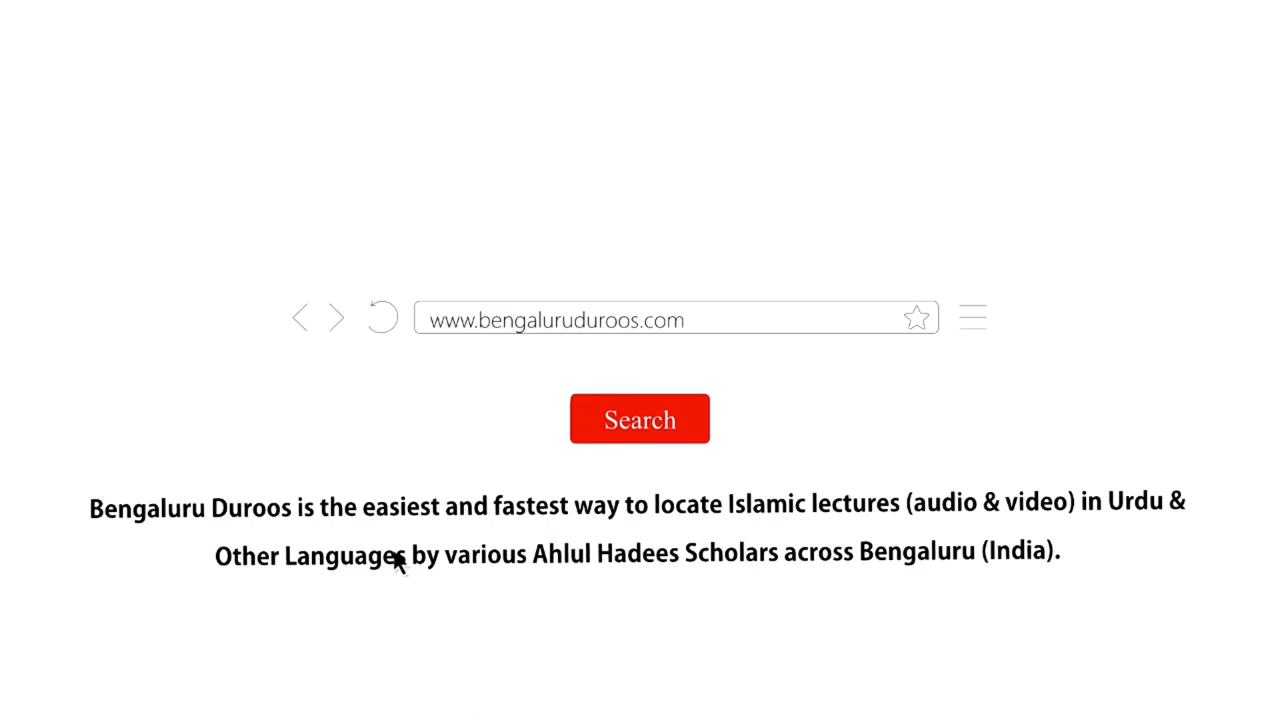 www.bengaluruduroos.com
Search
Bengaluru Duroos is the easiest and fastest way to locate Islamic lectures (audio & video) in Urdu &
Other Languages by various Ahlul Hadees Scholars across Bengaluru (India).